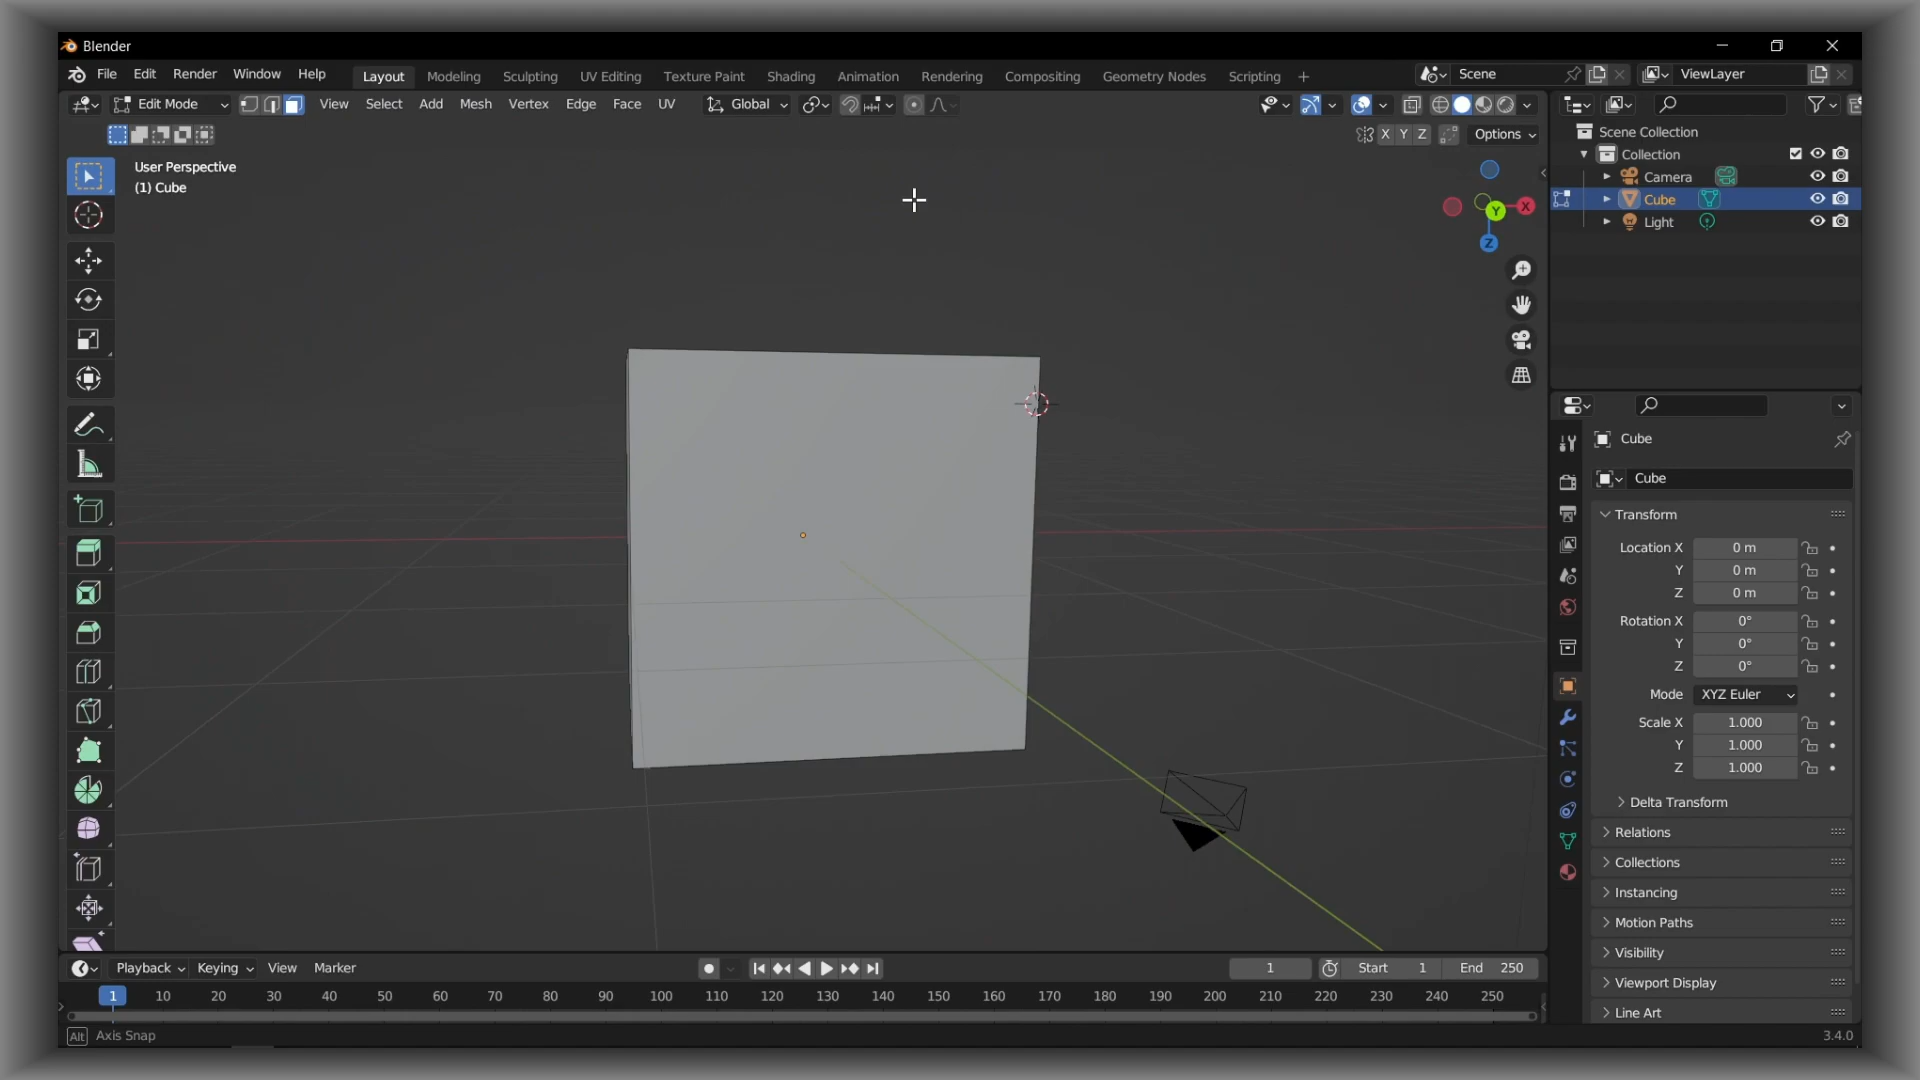 Blender
File Edit Render Window Help Layout Modeling Sculpting UV Editing Texture Paint Shading Animation Rendering Compositing Geometry Nodes Scripting + Scene ViewLayer
Edit Mode View Select Add Mesh Vertex Edge Face UV Global
X Y Z Options
User Perspective
(1) Cube
X
Y
Z
Scene Collection
Collection
Camera
Cube
Light
Cube
Cube
Transform
Location X 0 m
Y 0 m
Z 0 m
Rotation X 0°
Y 0°
Z 0°
Mode XYZ Euler
Scale X 1.000
Y 1.000
Z 1.000
Delta Transform
Relations
Collections
Instancing
Motion Paths
Visibility
Viewport Display
Line Art
Playback Keying View Marker 1 Start 1 End 250
1 10 20 30 40 50 60 70 80 90 100 110 120 130 140 150 160 170 180 190 200 210 220 230 240 250
Alt Axis Snap 3.4.0